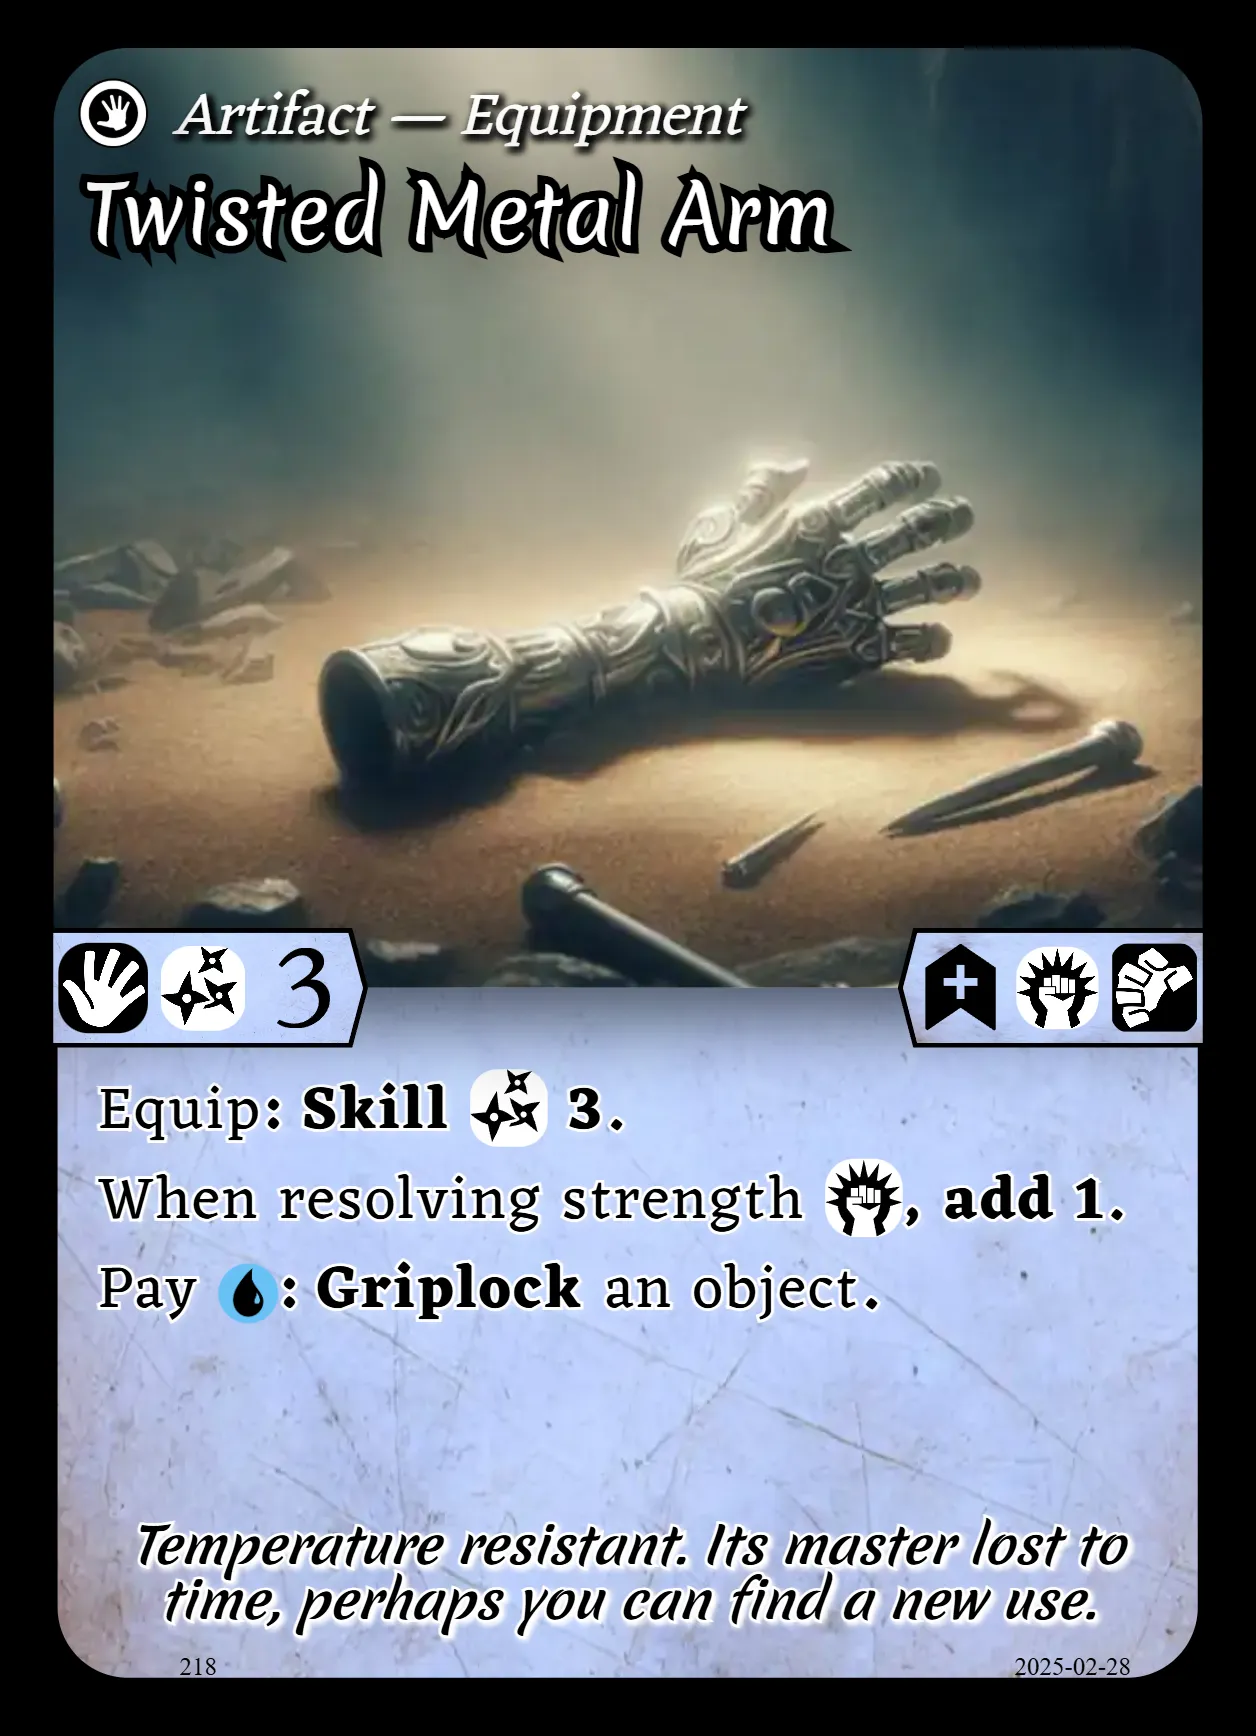 Artifact — Equipment
Twisted Metal Arm
3
Equip: Skill 3.
When resolving strength , add 1.
Pay : Griplock an object.
Temperature resistant. Its master lost to
time, perhaps you can find a new use.
218
2025-02-28